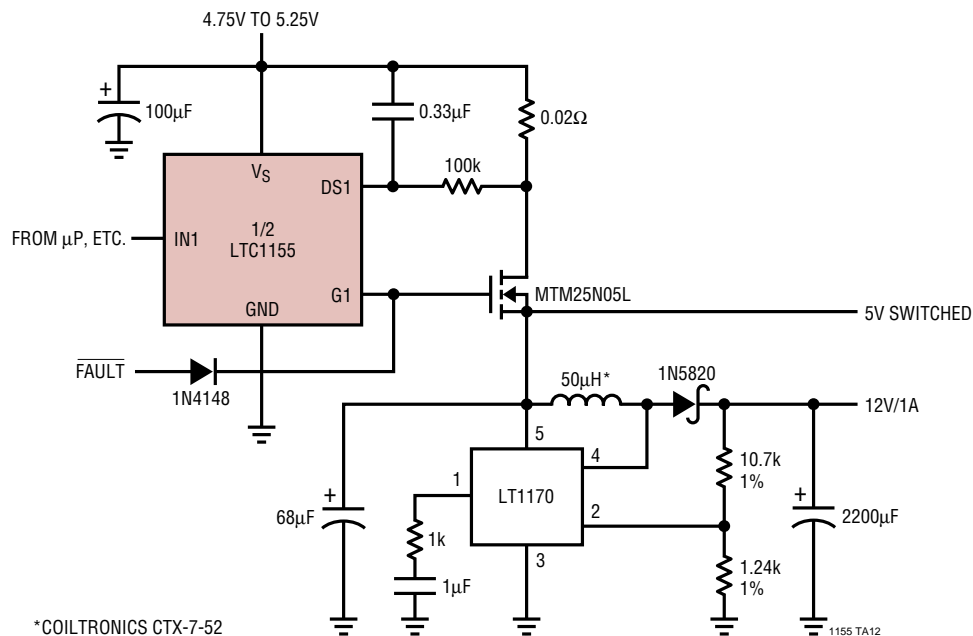 4.75V TO 5.25V
+
100µF
0.33µF
0.02Ω
100k
VS
DS1
FROM µP, ETC.
IN1
1/2
LTC1155
G1
GND
MTM25N05L
5V SWITCHED
FAULT
1N4148
50µH*
1N5820
12V/1A
5
4
1
LT1170
10.7k
1%
+
68µF
2
+
2200µF
1k
3
1.24k
1%
1µF
*COILTRONICS CTX-7-52
1155 TA12